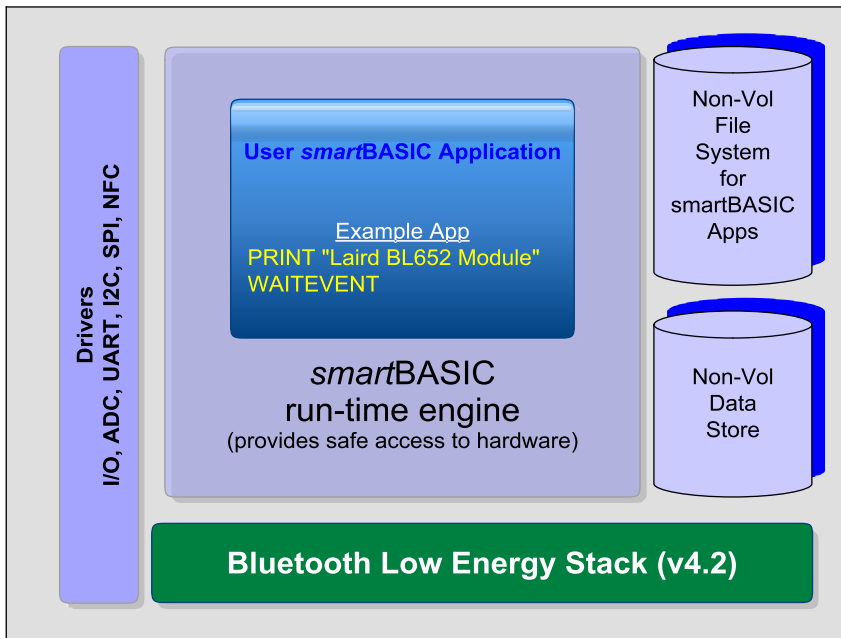 Drivers
I/O, ADC, UART, I2C, SPI, NFC
User smartBASIC Application
Example App
PRINT "Laird BL652 Module"
WAITEVENT
smartBASIC
run-time engine
(provides safe access to hardware)
Non-Vol
File
System
for
smartBASIC
Apps
Non-Vol
Data
Store
Bluetooth Low Energy Stack (v4.2)